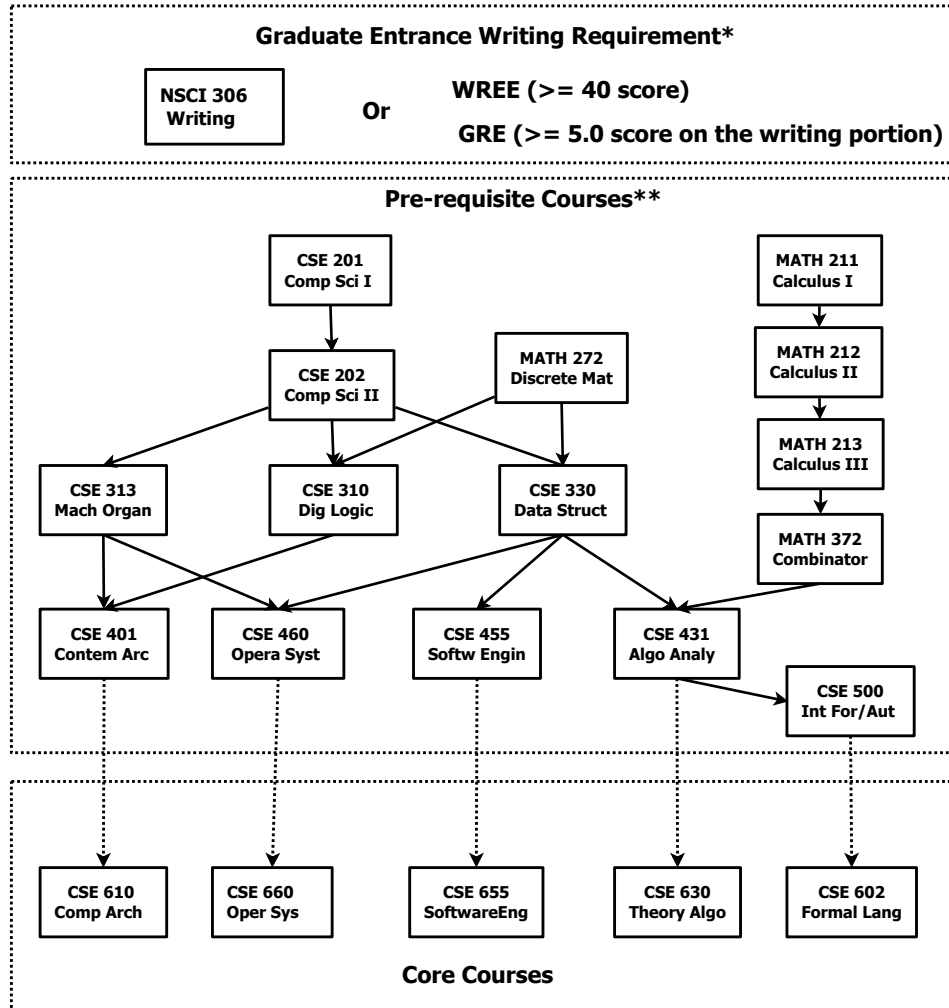 Graduate Entrance Writing Requirement*
NSCI 306
Writing
Or
WREE (>= 40 score)
GRE (>= 5.0 score on the writing portion)
Pre-requisite Courses**
CSE 201
Comp Sci I
MATH 211
Calculus I
CSE 202
Comp Sci II
MATH 272
Discrete Mat
MATH 212
Calculus II
MATH 213
Calculus III
CSE 313
Mach Organ
CSE 310
Dig Logic
CSE 330
Data Struct
MATH 372
Combinator
CSE 401
Contem Arc
CSE 460
Opera Syst
CSE 455
Softw Engin
CSE 431
Algo Analy
CSE 500
Int For/Aut
CSE 610
Comp Arch
CSE 660
Oper Sys
CSE 655
SoftwareEng
CSE 630
Theory Algo
CSE 602
Formal Lang
Core Courses